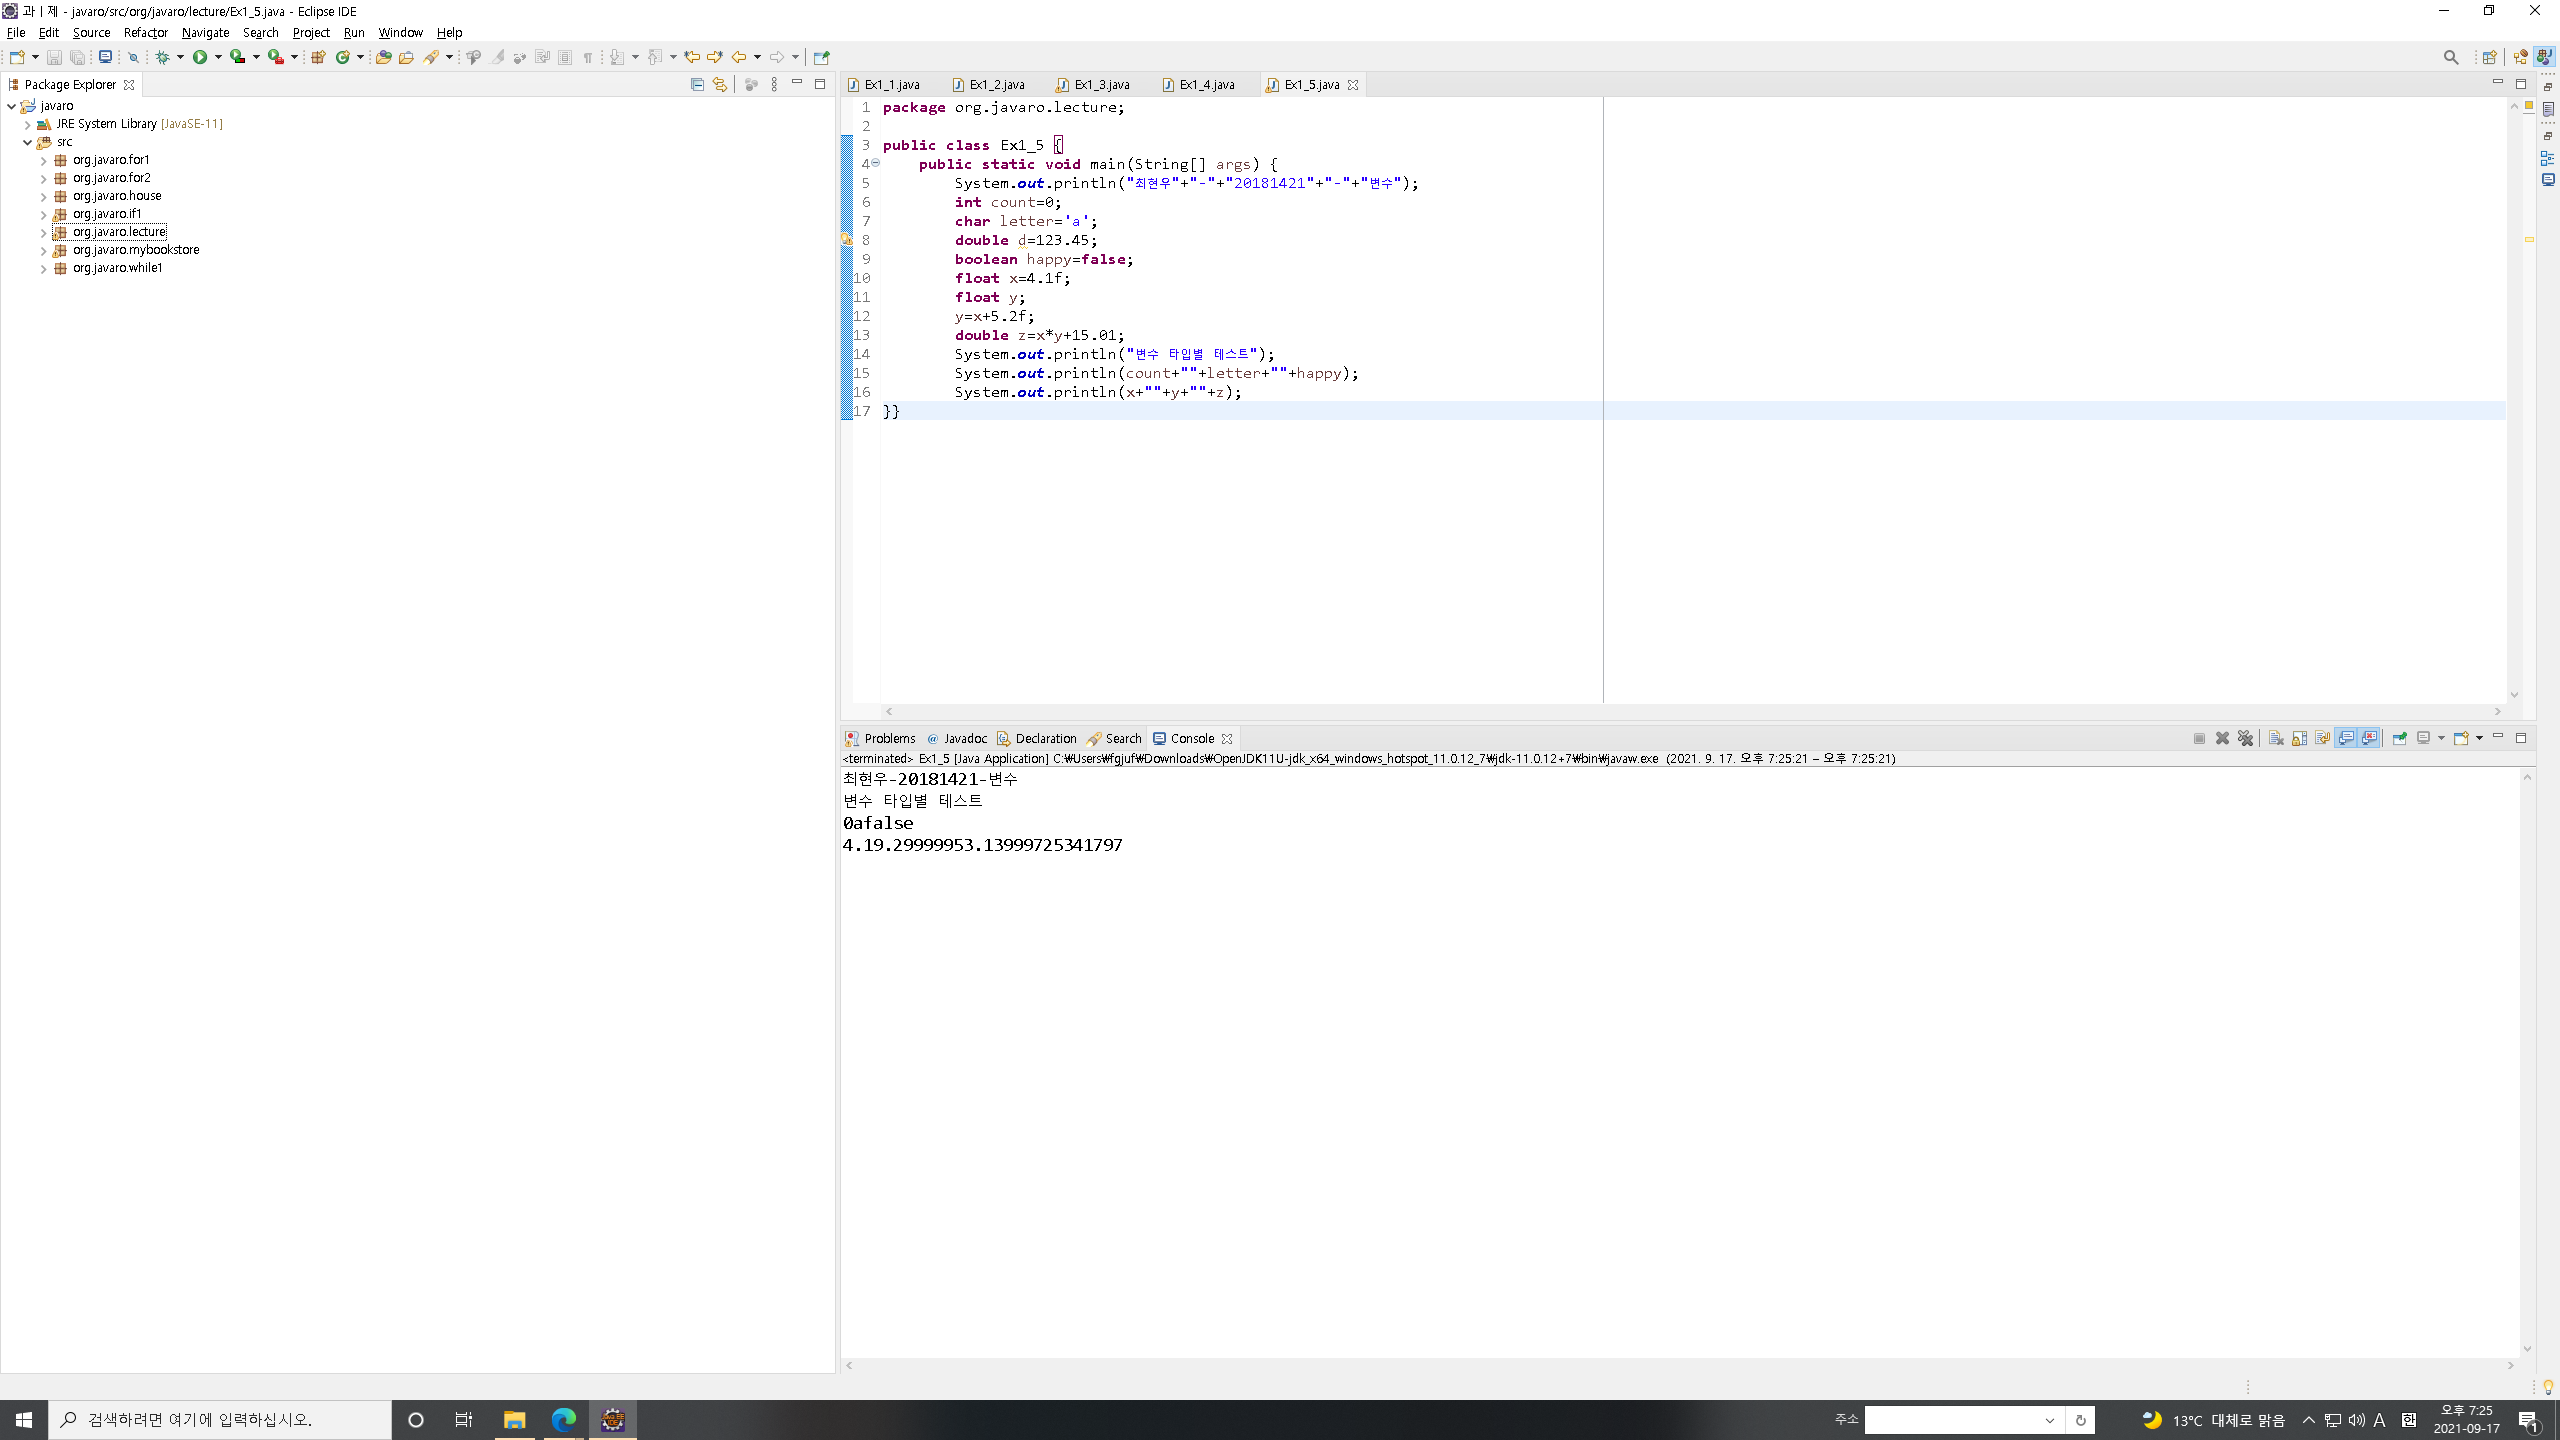 과ㅣ제 - javaro/src/org/javaro/lecture/Ex1_5.java - Eclipse IDE
File Edit Source Refactor Navigate Search Project Run Window Help
Package Explorer
javaro
JRE System Library [JavaSE-11]
src
org.javaro.for1
org.javaro.for2
org.javaro.house
org.javaro.if1
org.javaro.lecture
org.javaro.mybookstore
org.javaro.while1
Ex1_1.java Ex1_2.java Ex1_3.java Ex1_4.java Ex1_5.java
1 package org.javaro.lecture;
2
3 public class Ex1_5 {
4 public static void main(String[] args) {
5 System.out.println("최현우"+"-"+"20181421"+"-"+"변수");
6 int count=0;
7 char letter='a';
8 double d=123.45;
9 boolean happy=false;
10 float x=4.1f;
11 float y;
12 y=x+5.2f;
13 double z=x*y+15.01;
14 System.out.println("변수 타입별 테스트");
15 System.out.println(count+""+letter+""+happy);
16 System.out.println(x+""+y+""+z);
17 }}
Problems @ Javadoc Declaration Search Console
<terminated> Ex1_5 [Java Application] C:₩Users₩fgjuf₩Downloads₩OpenJDK11U-jdk_x64_windows_hotspot_11.0.12_7₩jdk-11.0.12+7₩bin₩javaw.exe (2021. 9. 17. 오후 7:25:21 – 오후 7:25:21)
최현우-20181421-변수
변수 타입별 테스트
0afalse
4.19.29999953.13999725341797
검색하려면 여기에 입력하십시오.
주소
13°C 대체로 맑음
A
오후 7:25
2021-09-17
1